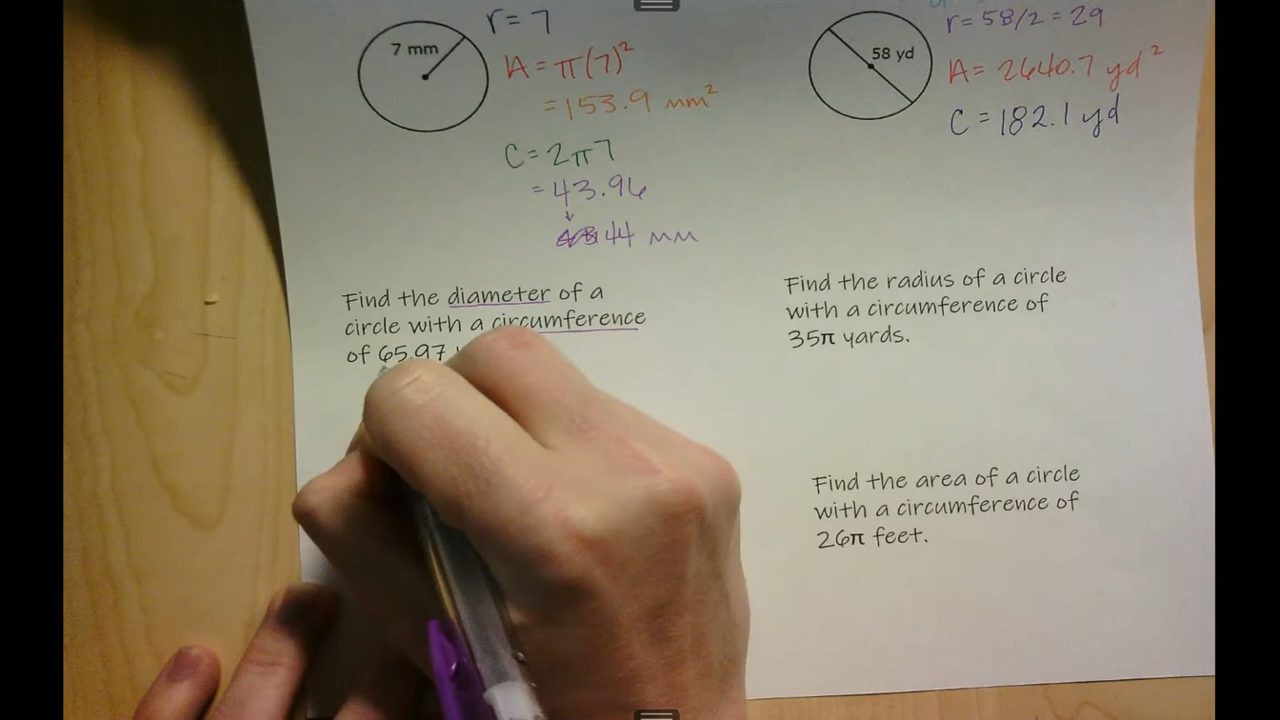 7 mm
r = 7
A = π(7)²
= 153.9 mm²
C = 2π7
= 43.96
44 mm
58 yd
r = 58/2 = 29
A = 2640.7 yd²
C = 182.1 yd
Find the diameter of a
circle with a circumference
of 65.97
Find the radius of a circle
with a circumference of
35π yards.
Find the area of a circle
with a circumference of
26π feet.